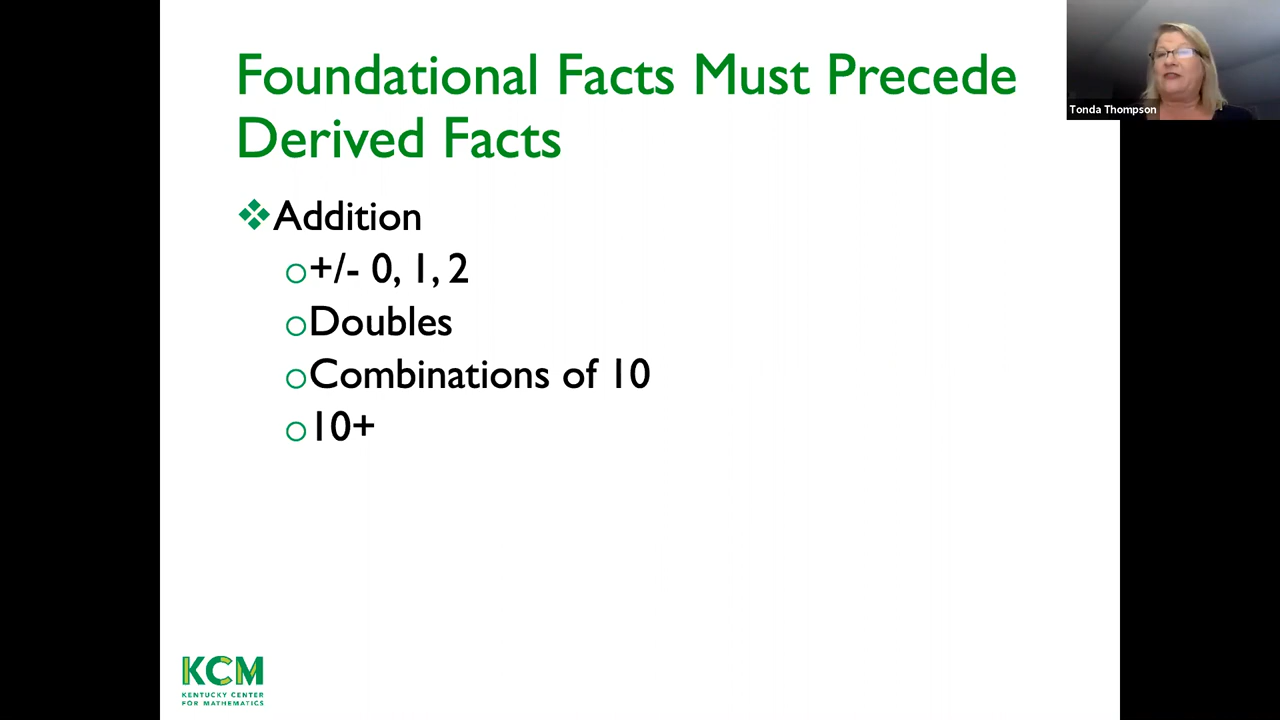 Foundational Facts Must Precede
Derived Facts
Addition
+/- 0, 1, 2
Doubles
Combinations of 10
10+
Tonda Thompson
KCM
KENTUCKY CENTER
FOR MATHEMATICS